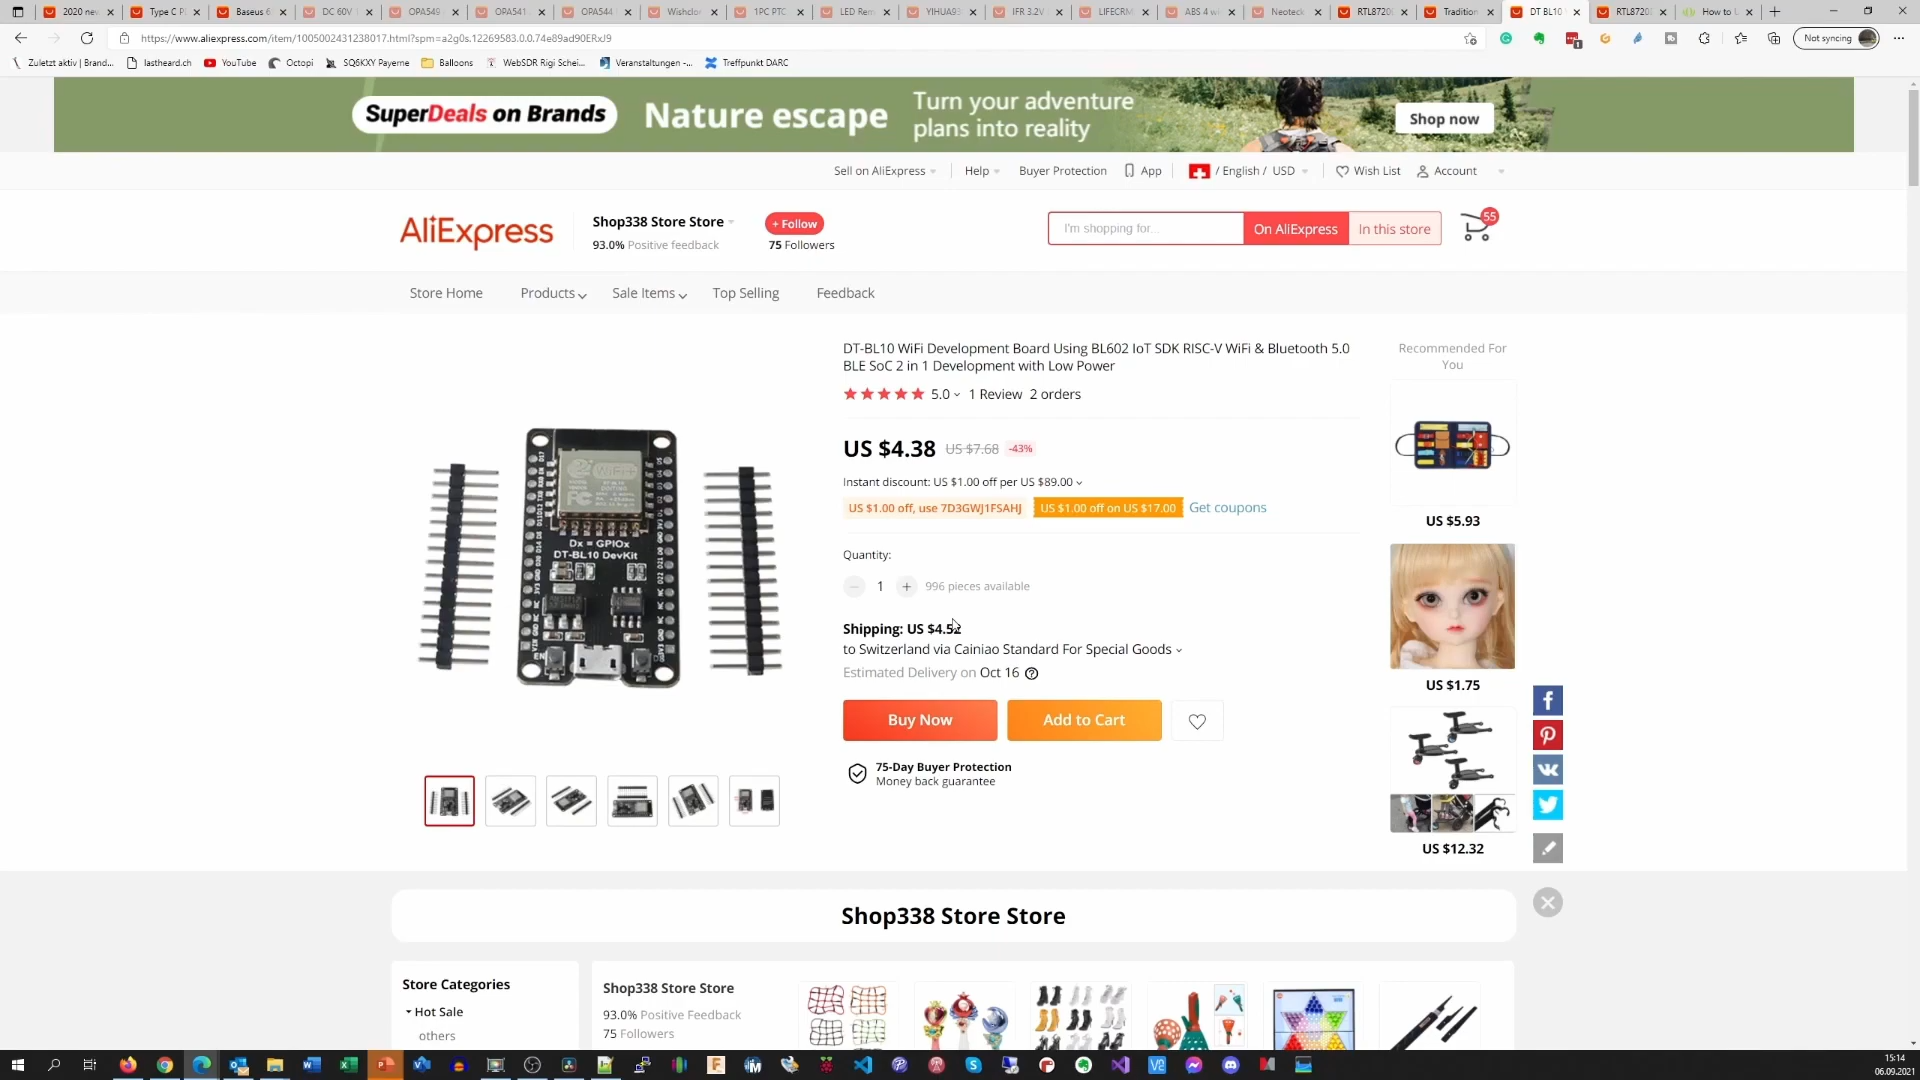 2020 nev
Type C P
Baseus 6
DC 60V
OPA549
OPA541
OPA544
Wishclo
1PC PTC
LED Rem
YIHUA93
IFR 3.2V
LIFECRM
ABS 4 wi
Neoteck
RTL8720
Tradition
DT BL10
RTL8720
How to L
https://www.aliexpress.com/item/1005002431238017.html?spm=a2g0s.12269583.0.0.74e89ad90ERxJ9
Not syncing
Zuletzt aktiv | Brand...
lastheard.ch
YouTube
Octopi
SQ6KXY Payerne
Balloons
WebSDR Rigi Schei...
Veranstaltungen -...
Treffpunkt DARC
SuperDeals on Brands
Nature escape
Turn your adventure
plans into reality
Shop now
Sell on AliExpress
Help
Buyer Protection
App
/ English / USD
Wish List
Account
AliExpress
Shop338 Store Store
+ Follow
93.0% Positive feedback
75 Followers
I'm shopping for...
On AliExpress
In this store
55
Store Home
Products
Sale Items
Top Selling
Feedback
DT-BL10 WiFi Development Board Using BL602 IoT SDK RISC-V WiFi & Bluetooth 5.0
BLE SoC 2 in 1 Development with Low Power
5.0
1 Review
2 orders
US $4.38
US $7.68
-43%
Instant discount: US $1.00 off per US $89.00
US $1.00 off, use 7D3GWJ1FSAHJ
US $1.00 off on US $17.00
Get coupons
Quantity:
1
996 pieces available
Shipping: US $4.52
to Switzerland via Cainiao Standard For Special Goods
Estimated Delivery on Oct 16
Buy Now
Add to Cart
75-Day Buyer Protection
Money back guarantee
Dx = GPIOx
DT-BL10 DevKit
Recommended For
You
US $5.93
US $1.75
US $12.32
Shop338 Store Store
Store Categories
Hot Sale
others
Shop338 Store Store
93.0% Positive Feedback
75 Followers
15:14
06.09.2021